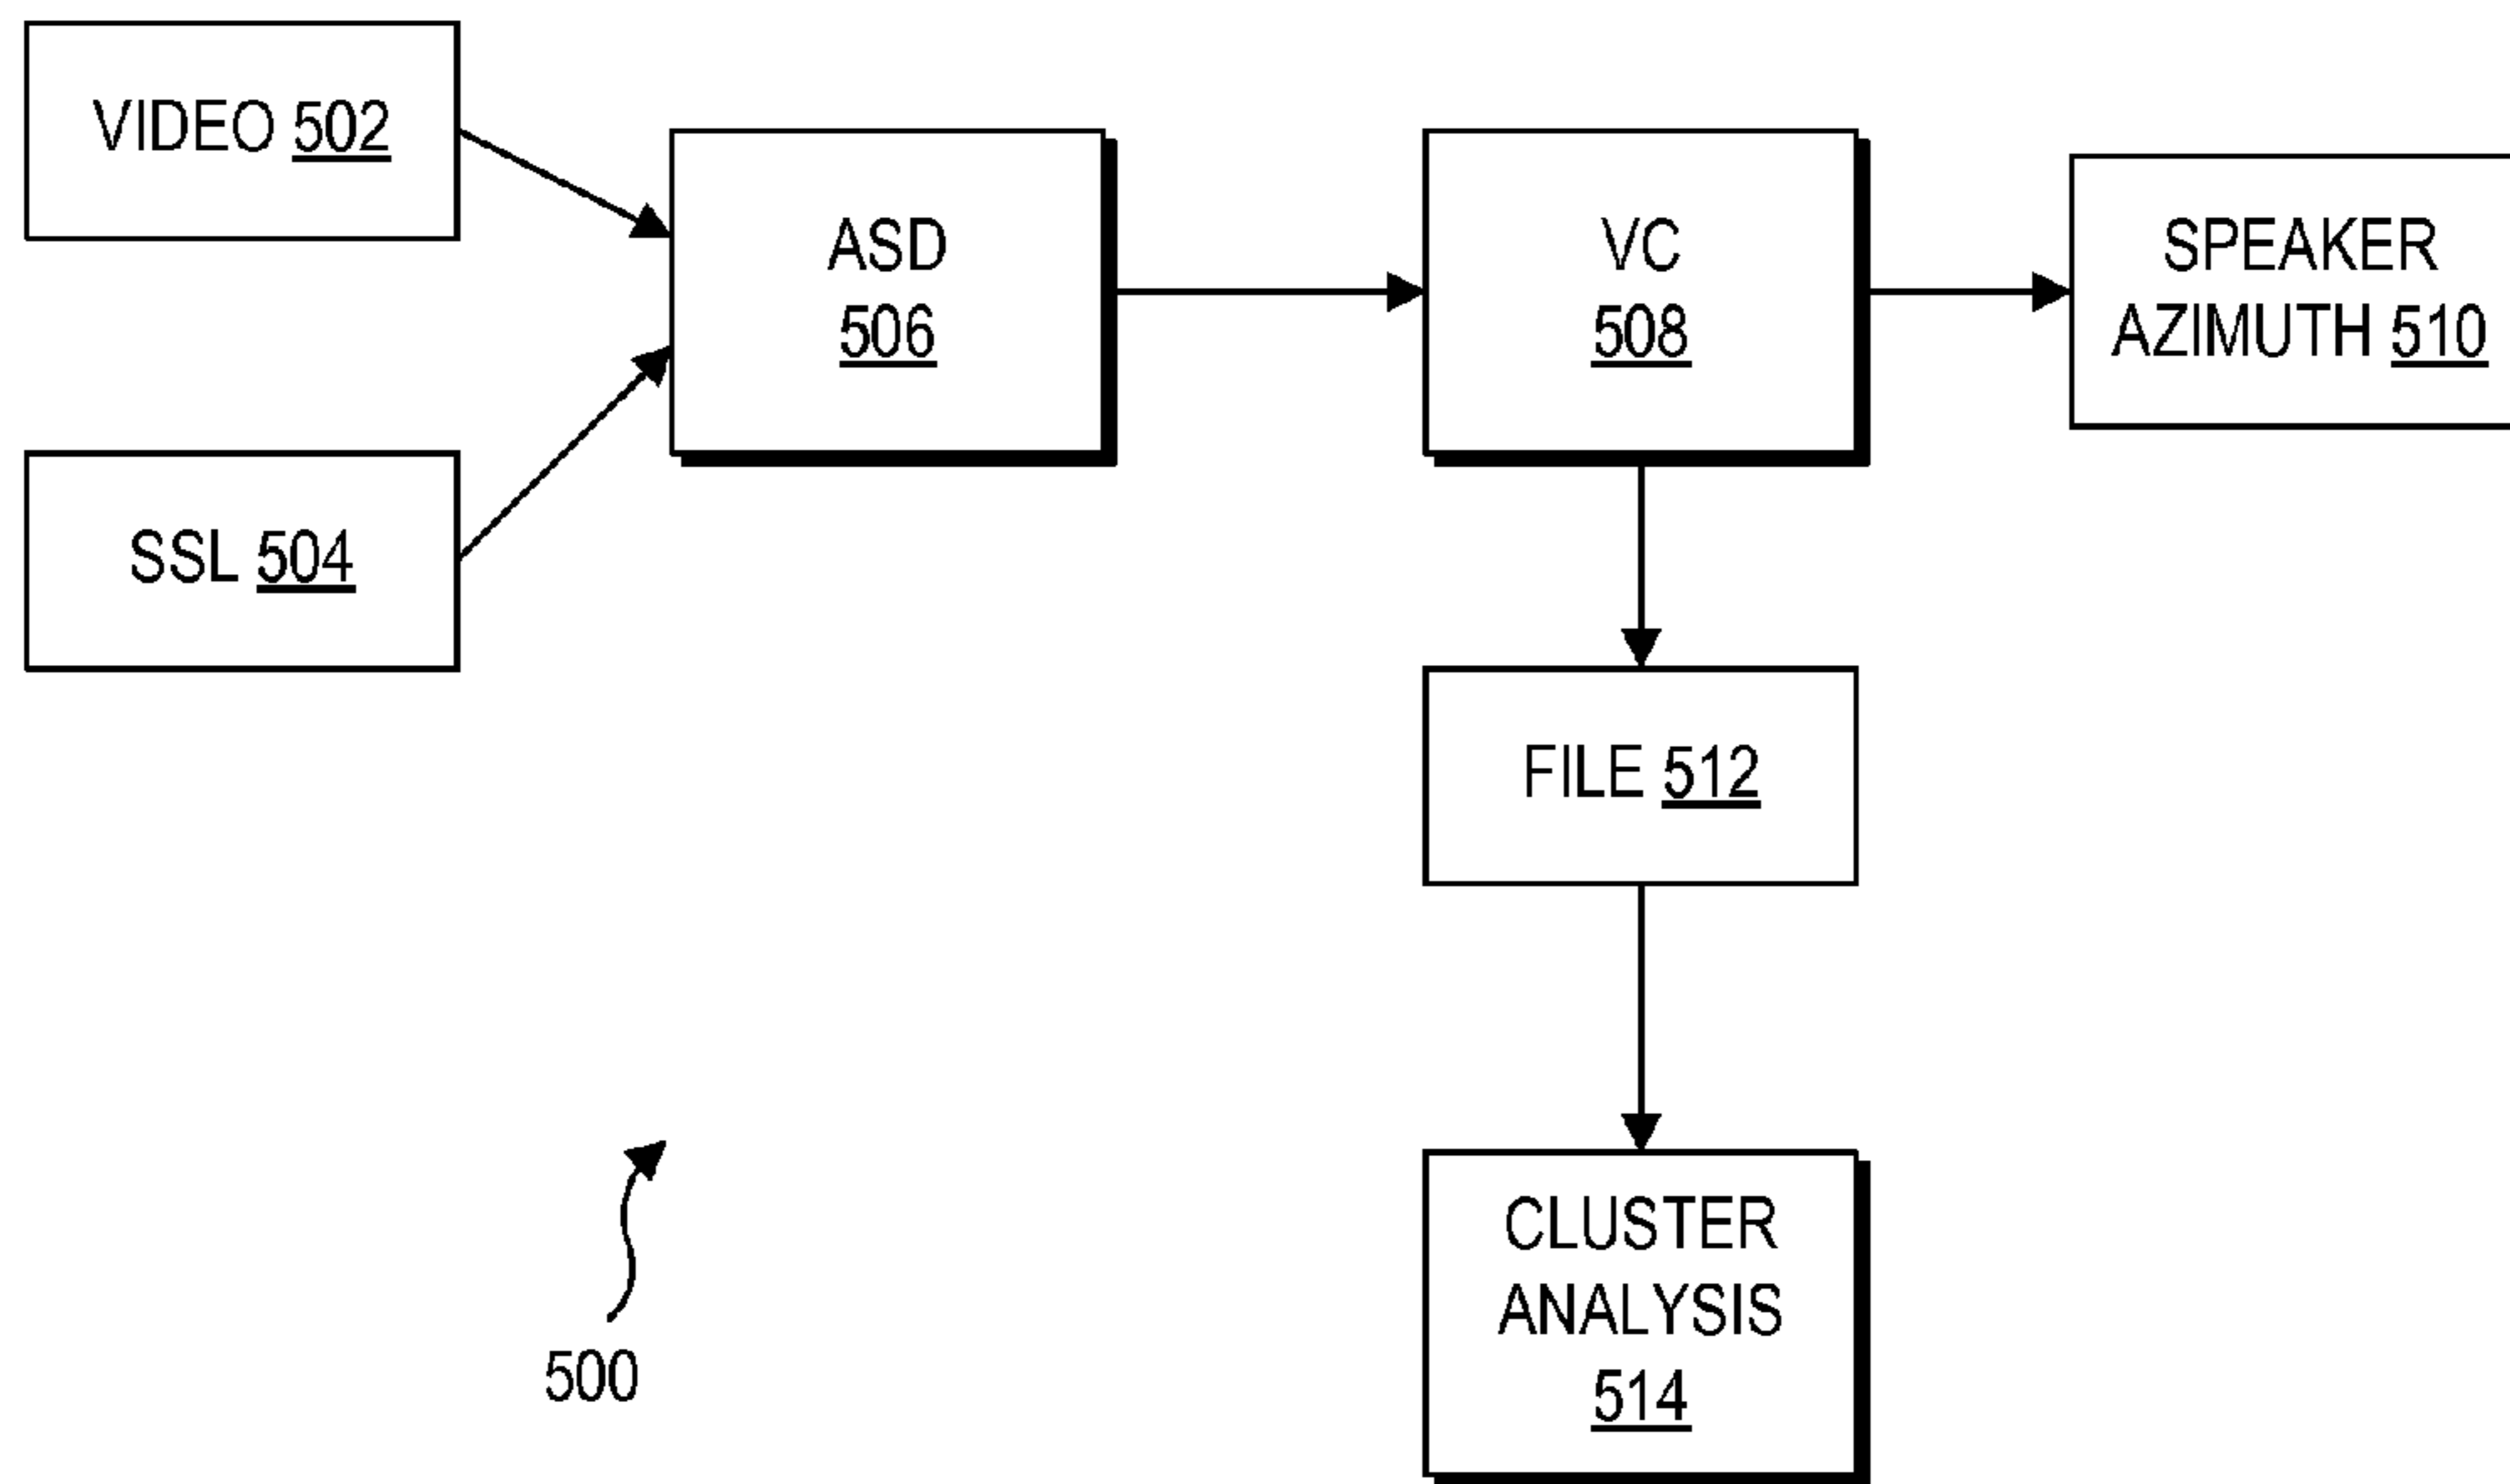 VIDEO 502
SSL 504
ASD
506
VC
508
SPEAKER
AZIMUTH 510
FILE 512
CLUSTER
ANALYSIS
514
500